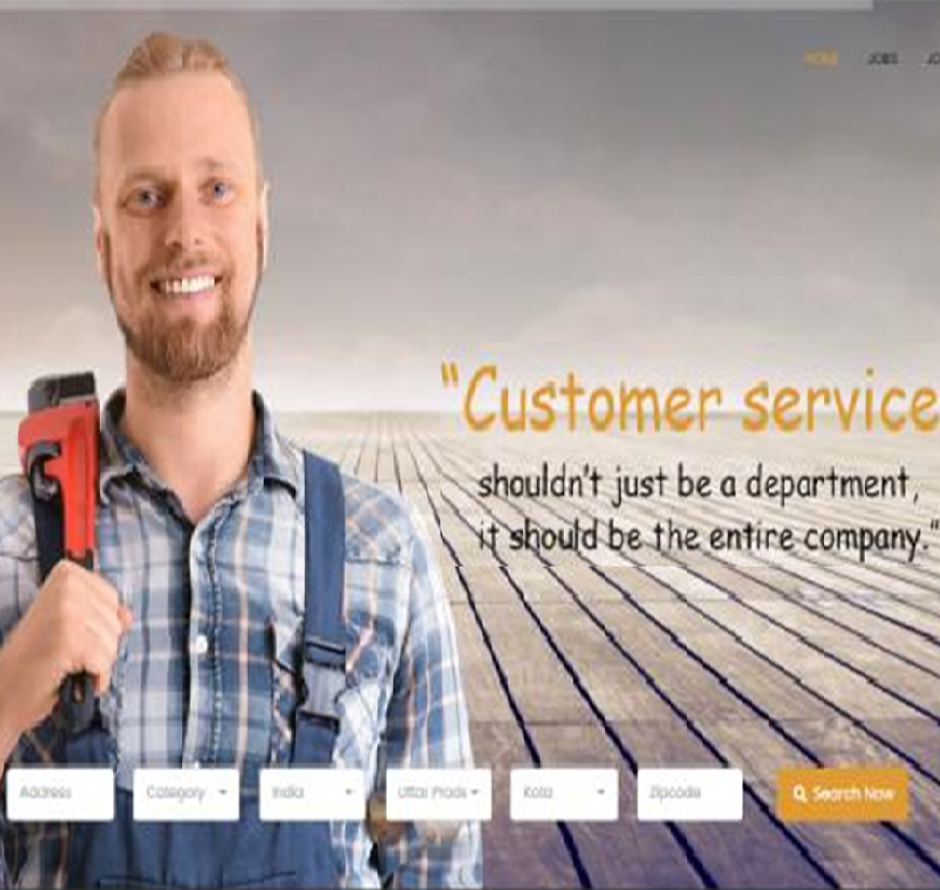 HOME JOBS JO
“Customer service
shouldn't just be a department,
it should be the entire company.”
Address Category India Uttar Prade Kota Zipcode Search Now